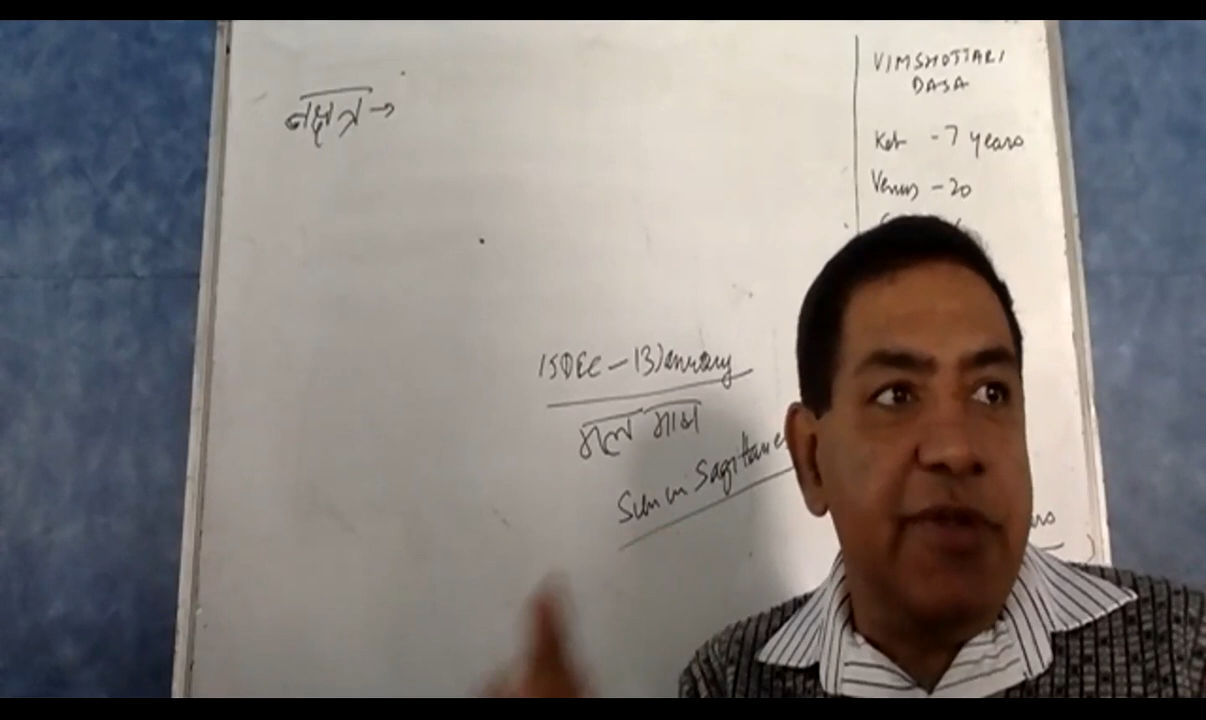 नक्षत्र →
VIMSHOTTARI
DASA
Ket - 7 years
Venus - 20
15 DEC - 13 January
मल मास
Sun in Sagittarius